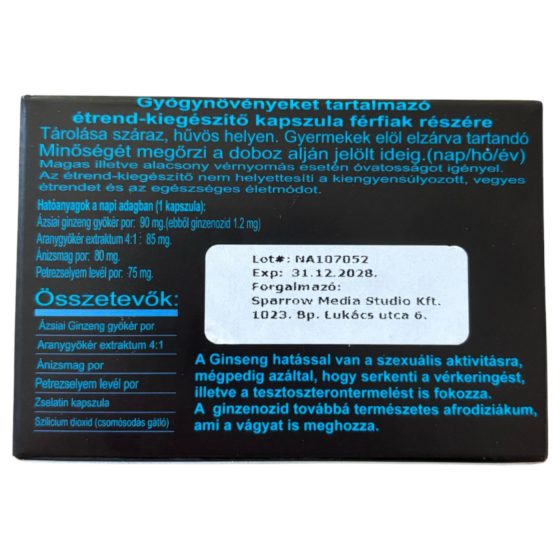 Gyógynövényeket tartalmazó
étrend-kiegészítő kapszula férfiak részére
Tárolása száraz, hűvös helyen. Gyermekek elöl elzárva tartandó
Minőségét megőrzi a doboz alján jelölt ideig.(nap/hó/év)
Magas illetve alacsony vérnyomás esetén óvatosságot igényel.
Az étrend-kiegészítő nem helyettesíti a kiengyensúlyozott, vegyes
étrendet és az egészséges életmódot.
Hatóanyagok a napi adagban (1 kapszula):
Ázsiai ginzeng gyökér por: 90 mg.(ebből ginzenozid 1.2 mg)
Aranygyökér extraktum 4:1 : 85 mg.
Ánizsmag por: 80 mg.
Petrezselyem levél por: 75 mg.
Összetevők:
Ázsiai Ginzeng gyökér por
Aranygyökér extraktum 4:1
Ánizsmag por
Petrezselyem levél por
Zselatin kapszula
Szilicium dioxid (csomósodás gátló)
Lot#: NA107052
Exp: 31.12.2028.
Forgalmazó:
Sparrow Media Studio Kft.
1023. Bp. Lukács utca 6.
A Ginseng hatással van a szexuális aktivitásra,
mégpedig azáltal, hogy serkenti a vérkeringést,
illetve a tesztoszterontermelést is fokozza.
A ginzenozid továbbá természetes afrodiziákum,
ami a vágyat is meghozza.